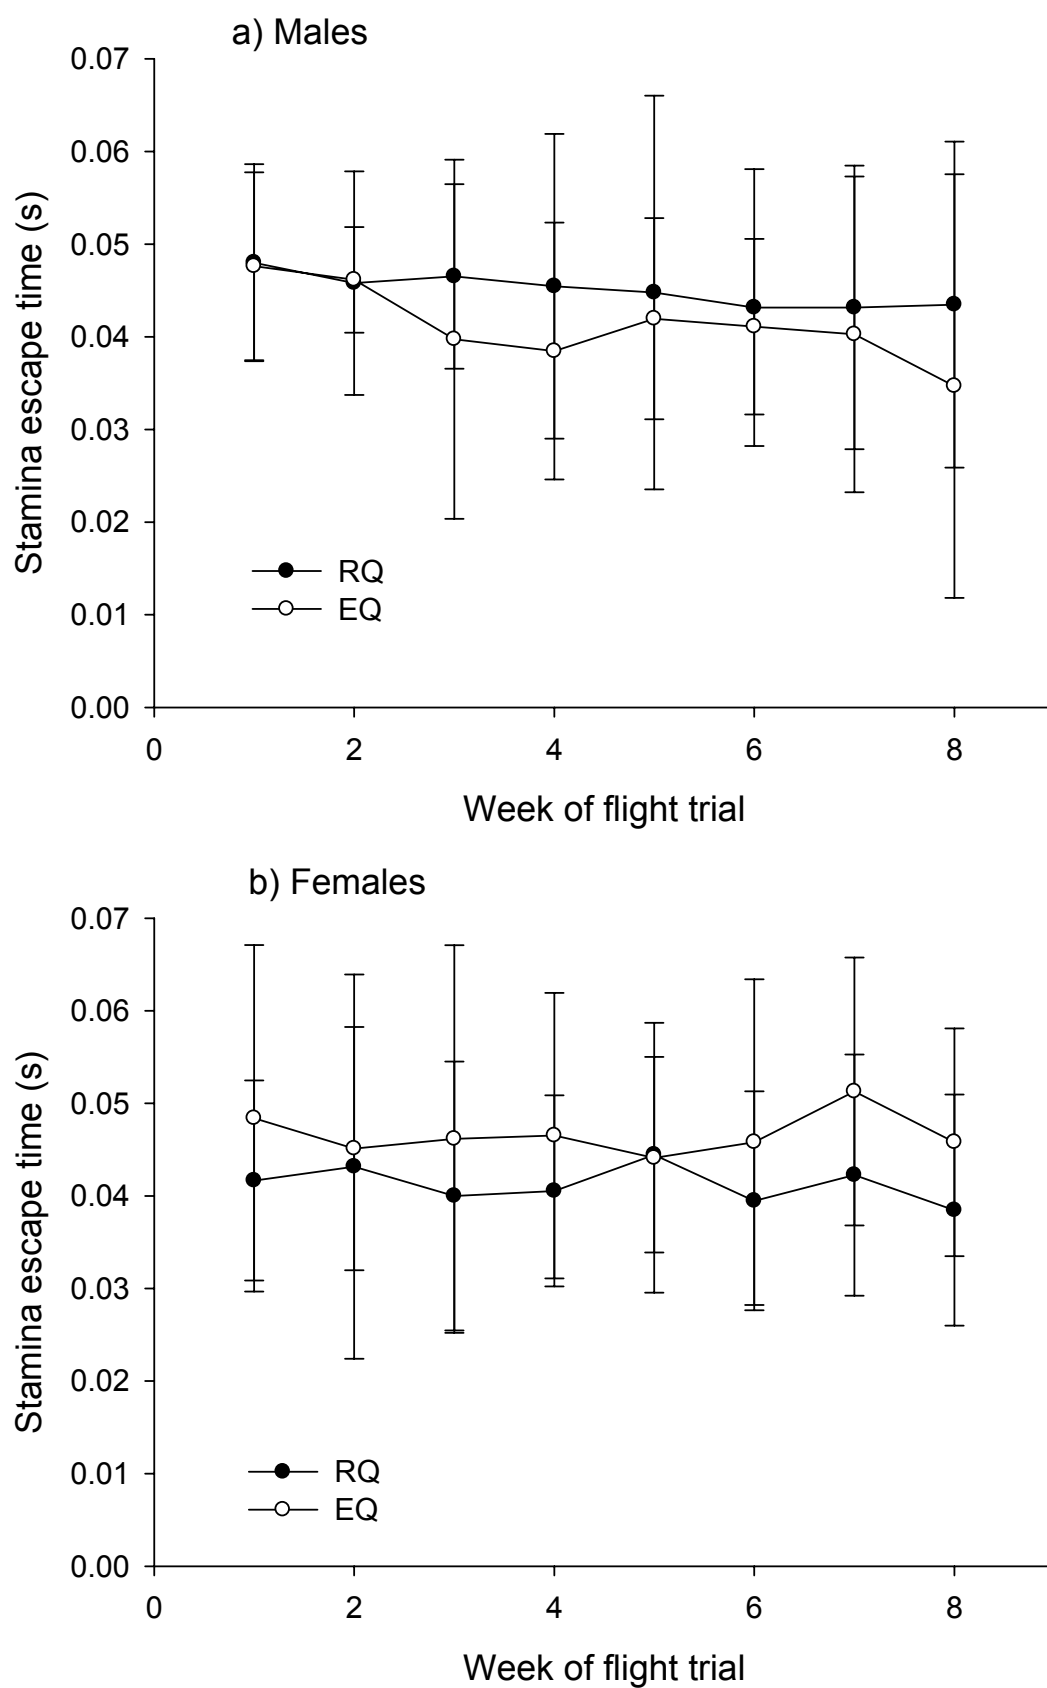 a) Males
0.07
0.06
0.05
0.04
0.03
0.02
0.01
0.00
Stamina escape time (s)
RQ
EQ
0 2 4 6 8
Week of flight trial
b) Females
0.07
0.06
0.05
0.04
0.03
0.02
0.01
0.00
Stamina escape time (s)
RQ
EQ
0 2 4 6 8
Week of flight trial